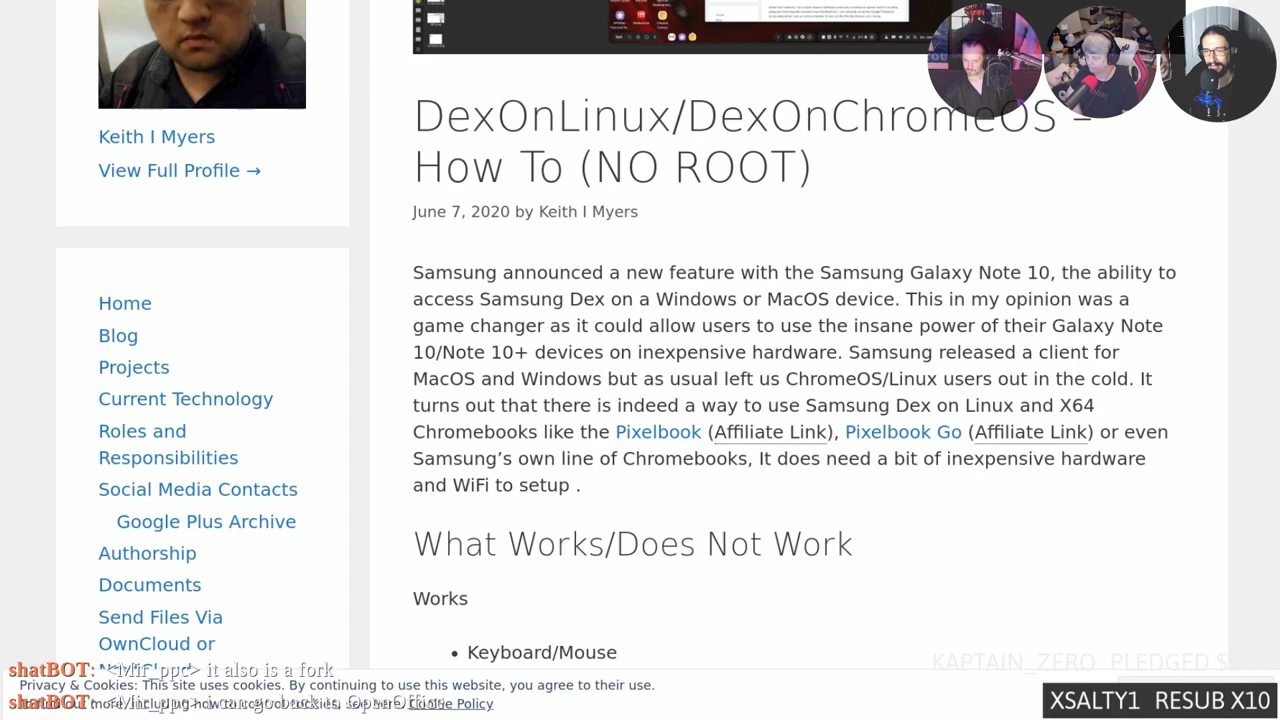 DexOnLinux/DexOnChromeOS –
How To (NO ROOT)
June 7, 2020 by Keith I Myers
Keith I Myers
View Full Profile →
Samsung announced a new feature with the Samsung Galaxy Note 10, the ability to
access Samsung Dex on a Windows or MacOS device. This in my opinion was a
game changer as it could allow users to use the insane power of their Galaxy Note
10/Note 10+ devices on inexpensive hardware. Samsung released a client for
MacOS and Windows but as usual left us ChromeOS/Linux users out in the cold. It
turns out that there is indeed a way to use Samsung Dex on Linux and X64
Chromebooks like the Pixelbook (Affiliate Link), Pixelbook Go (Affiliate Link) or even
Samsung’s own line of Chromebooks, It does need a bit of inexpensive hardware
and WiFi to setup .
What Works/Does Not Work
Works
• Keyboard/Mouse
Home
Blog
Projects
Current Technology
Roles and
Responsibilities
Social Media Contacts
Google Plus Archive
Authorship
Documents
Send Files Via
OwnCloud or
shatBOT: <Mir_ppc> it also is a fork
Privacy & Cookies: This site uses cookies. By continuing to use this website, you agree to their use.
shatBOT: <Mir_ppc> i can go back is OpenOffice
Cookie Policy
KAPTAIN_ZERO PLEDGED $
XSALTY1 RESUB X10